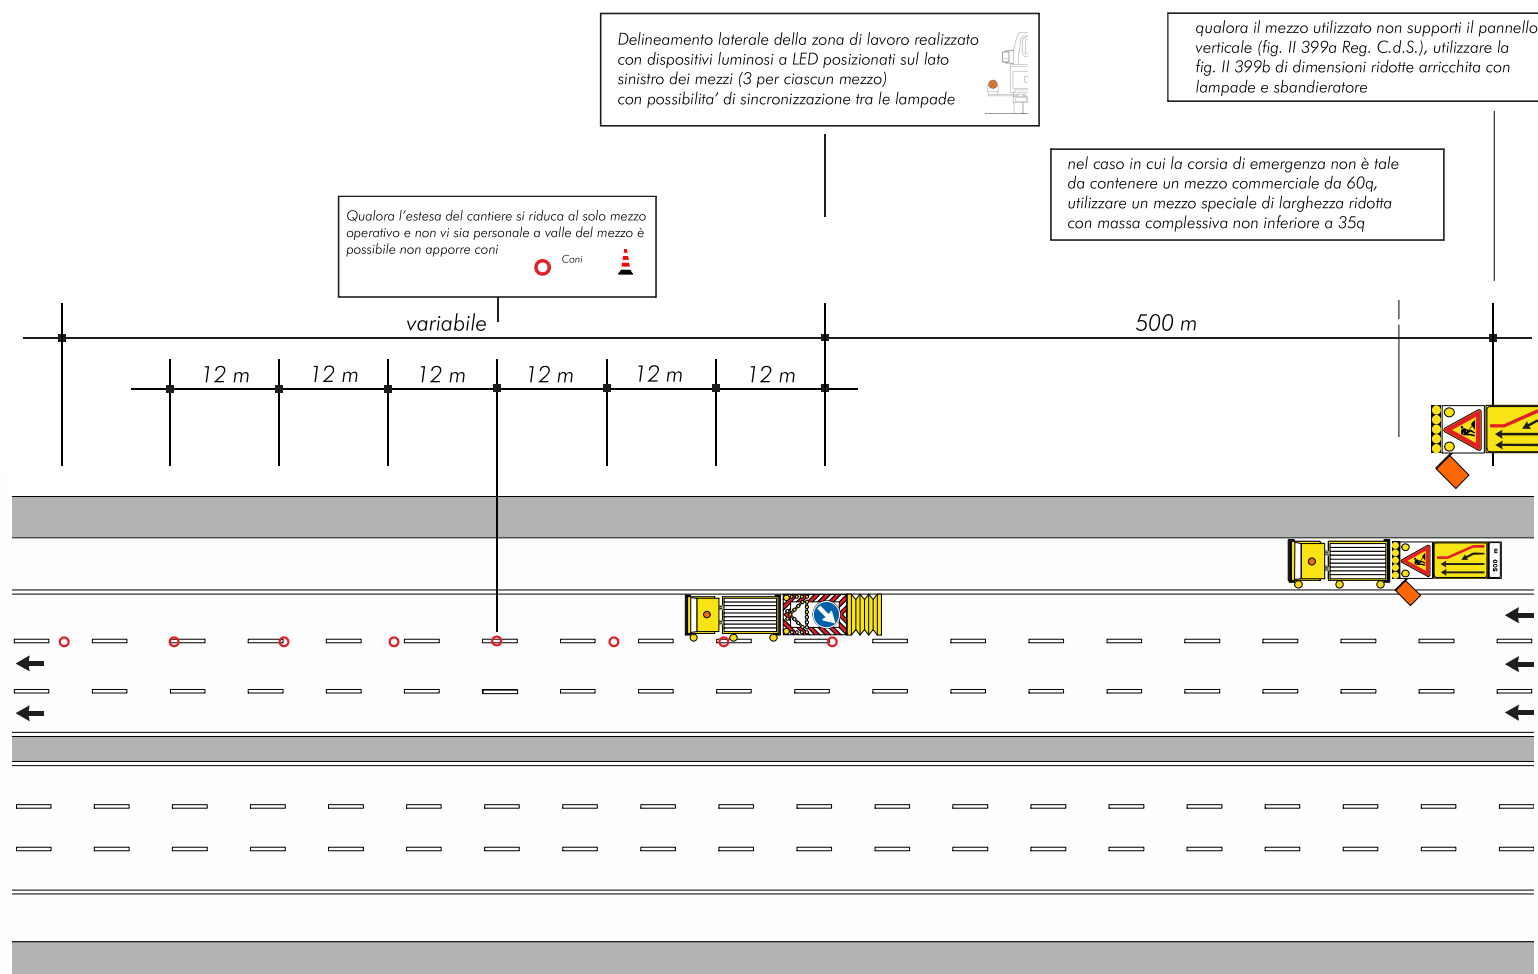 Delineamento laterale della zona di lavoro realizzato
con dispositivi luminosi a LED posizionati sul lato
sinistro dei mezzi (3 per ciascun mezzo)
con possibilita' di sincronizzazione tra le lampade
qualora il mezzo utilizzato non supporti il pannello
verticale (fig. II 399a Reg. C.d.S.), utilizzare la
fig. II 399b di dimensioni ridotte arricchita con
lampade e sbandieratore
nel caso in cui la corsia di emergenza non è tale
da contenere un mezzo commerciale da 60q,
utilizzare un mezzo speciale di larghezza ridotta
con massa complessiva non inferiore a 35q
Qualora l'estesa del cantiere si riduca al solo mezzo
operativo e non vi sia personale a valle del mezzo è
possibile non apporre coni
Coni
variabile
500 m
12 m
12 m
12 m
12 m
12 m
12 m
500 m